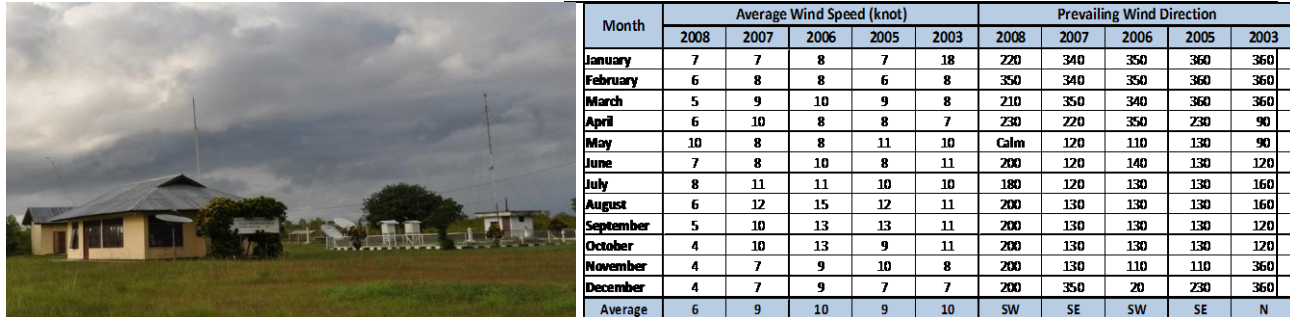 Month Average Wind Speed (knot) Prevailing Wind Direction
2008 2007 2006 2005 2003 2008 2007 2006 2005 2003
January 7 7 8 7 18 220 340 350 360 360
February 6 8 8 6 8 350 340 350 360 360
March 5 9 10 9 8 210 350 340 360 360
April 6 10 8 8 7 230 220 350 230 90
May 10 8 8 11 10 Calm 120 110 130 90
June 7 8 10 8 11 200 120 140 130 120
July 8 11 11 10 10 180 120 130 130 160
August 6 12 15 12 11 200 130 130 130 160
September 5 10 13 13 11 200 130 130 130 120
October 4 10 13 9 11 200 130 130 130 120
November 4 7 9 10 8 200 130 110 110 360
December 4 7 9 7 7 200 350 20 230 360
Average 6 9 10 9 10 SW SE SW SE N